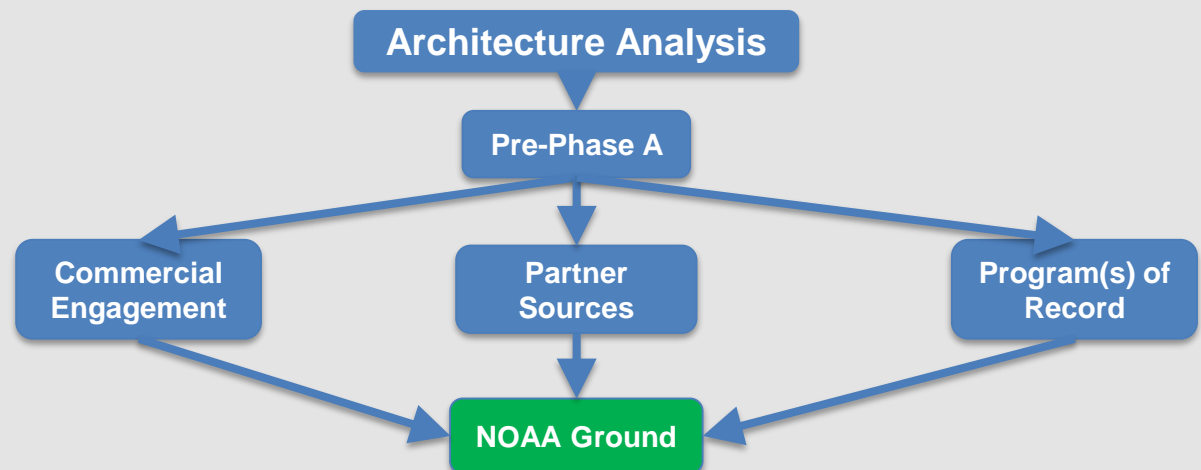 Architecture Analysis
Pre-Phase A
Commercial
Engagement
Partner
Sources
Program(s) of
Record
NOAA Ground